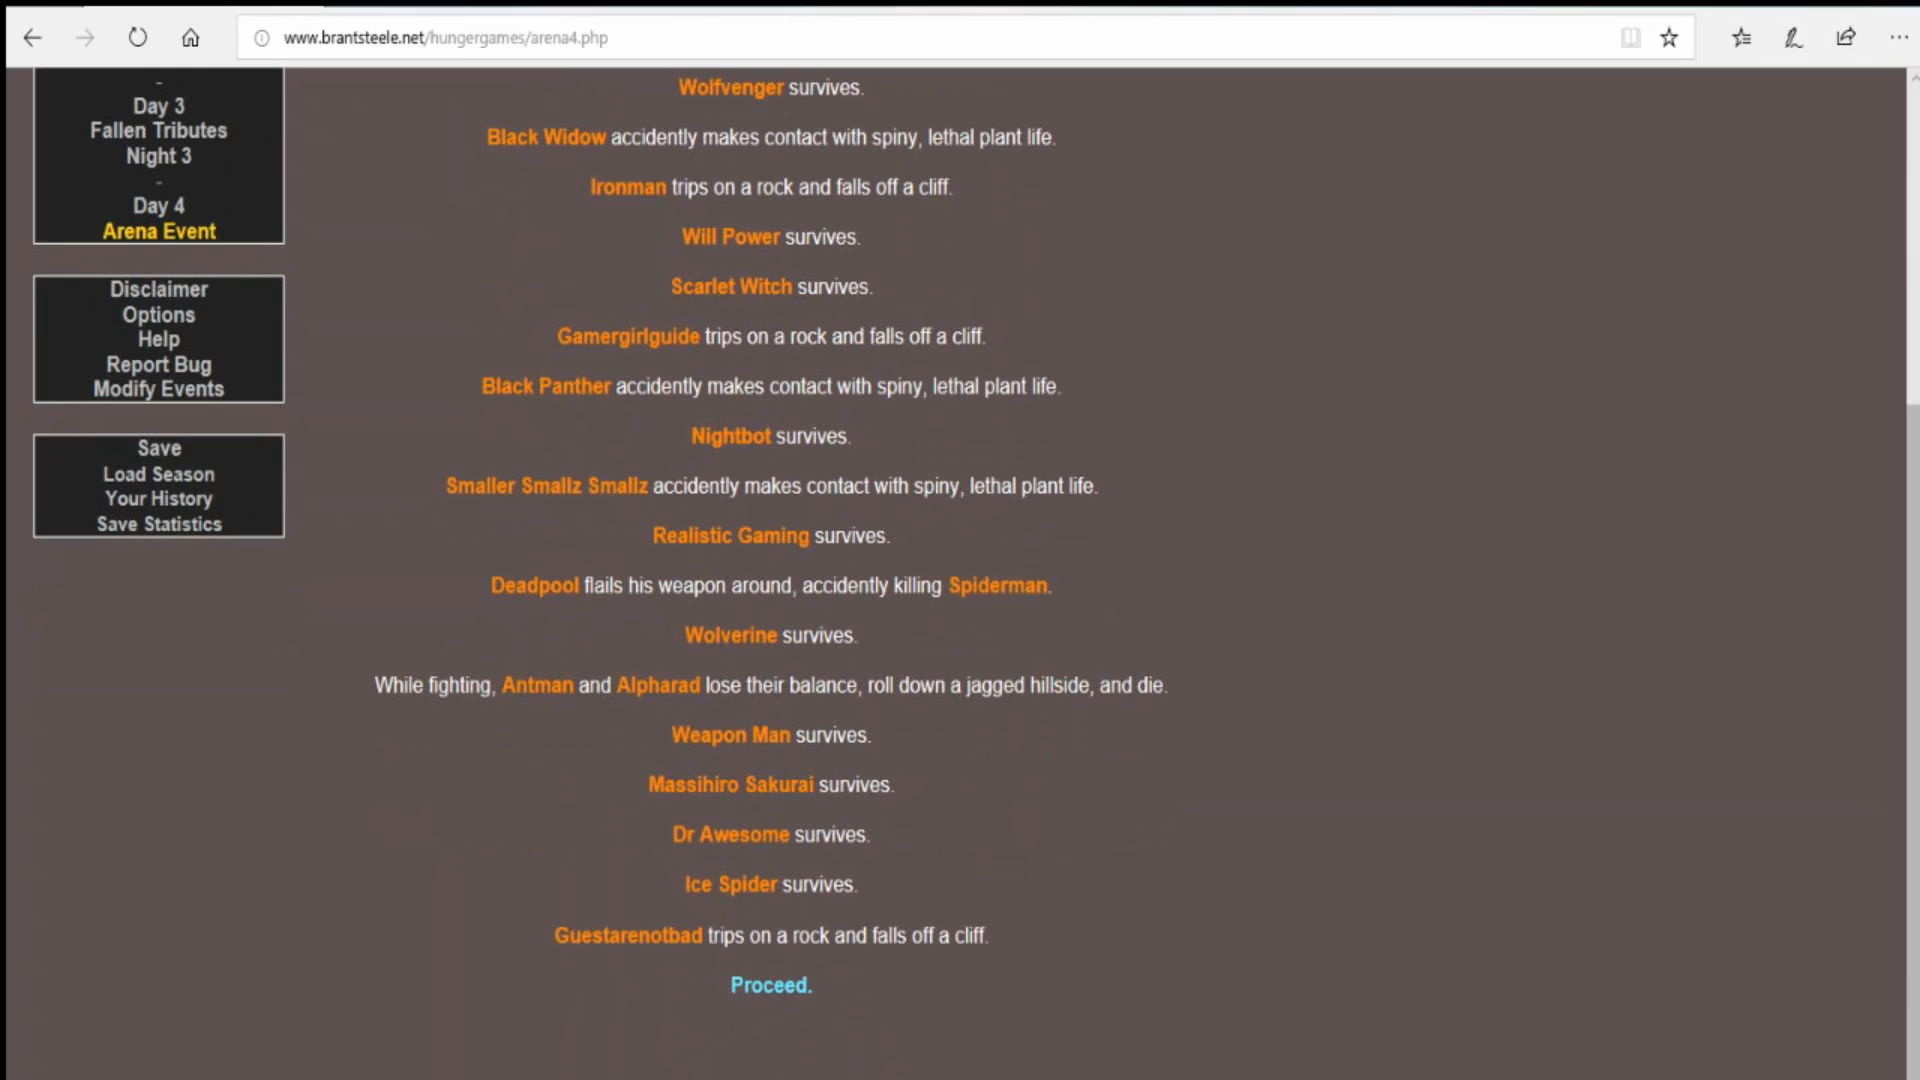 www.brantsteele.net/hungergames/arena4.php
-
Day 3
Fallen Tributes
Night 3
-
Day 4
Arena Event
Disclaimer
Options
Help
Report Bug
Modify Events
Save
Load Season
Your History
Save Statistics
Wolfvenger survives.
Black Widow accidently makes contact with spiny, lethal plant life.
Ironman trips on a rock and falls off a cliff.
Will Power survives.
Scarlet Witch survives.
Gamergirlguide trips on a rock and falls off a cliff.
Black Panther accidently makes contact with spiny, lethal plant life.
Nightbot survives.
Smaller Smallz Smallz accidently makes contact with spiny, lethal plant life.
Realistic Gaming survives.
Deadpool flails his weapon around, accidently killing Spiderman.
Wolverine survives.
While fighting, Antman and Alpharad lose their balance, roll down a jagged hillside, and die.
Weapon Man survives.
Massihiro Sakurai survives.
Dr Awesome survives.
Ice Spider survives.
Guestarenotbad trips on a rock and falls off a cliff.
Proceed.